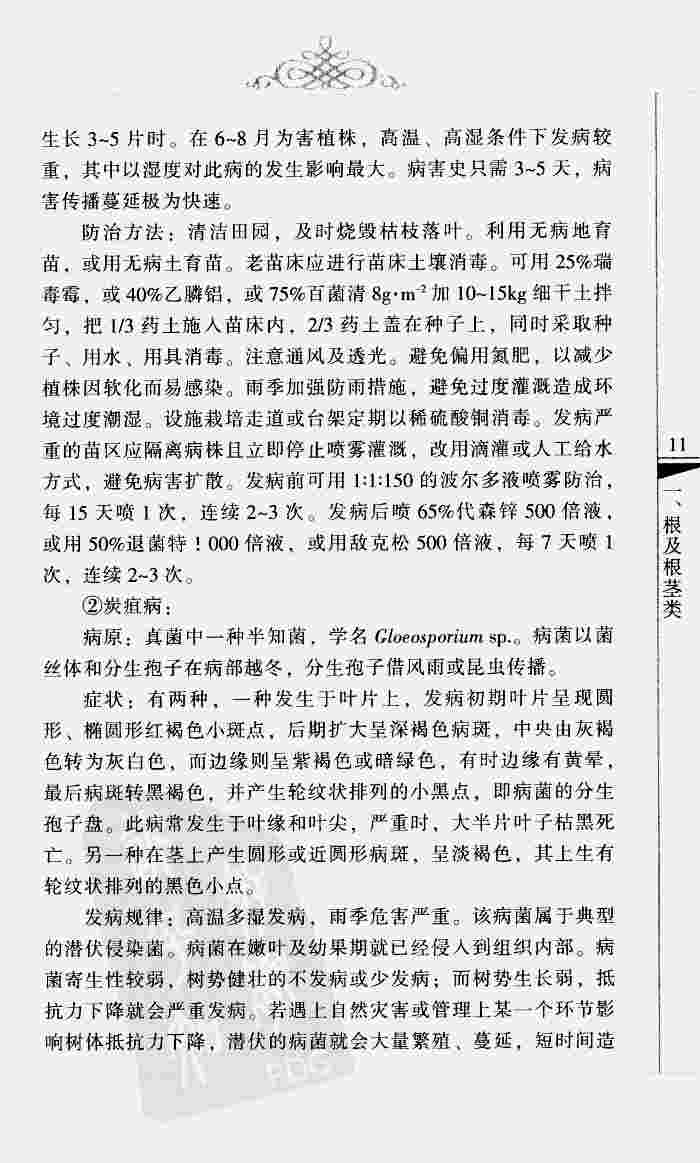 生长 3~5 片时。在 6~8 月为害植株，高温、高湿条件下发病较
重，其中以湿度对此病的发生影响最大。病害史只需 3~5 天，病
害传播蔓延极为快速。
防治方法：清洁田园，及时烧毁枯枝落叶。利用无病地育
苗，或用无病土育苗。老苗床应进行苗床土壤消毒。可用 25%瑞
毒霉，或 40%乙膦铝，或 75%百菌清 8g·m⁻² 加 10~15kg 细干土拌
匀，把 1/3 药土施入苗床内，2/3 药土盖在种子上，同时采取种
子、用水、用具消毒。注意通风及透光。避免偏用氮肥，以减少
植株因软化而易感染。雨季加强防雨措施，避免过度灌溉造成环
境过度潮湿。设施栽培走道或台架定期以稀硫酸铜消毒。发病严
重的苗区应隔离病株且立即停止喷雾灌溉，改用滴灌或人工给水
方式，避免病害扩散。发病前可用 1:1:150 的波尔多液喷雾防治，
每 15 天喷 1 次，连续 2~3 次。发病后喷 65%代森锌 500 倍液，
或用 50%退菌特！000 倍液，或用敌克松 500 倍液，每 7 天喷 1
次，连续 2~3 次。
②炭疽病：
病原：真菌中一种半知菌，学名 Gloeosporium sp.。病菌以菌
丝体和分生孢子在病部越冬，分生孢子借风雨或昆虫传播。
症状：有两种，一种发生于叶片上，发病初期叶片呈现圆
形、椭圆形红褐色小斑点，后期扩大呈深褐色病斑，中央由灰褐
色转为灰白色，而边缘则呈紫褐色或暗绿色，有时边缘有黄晕，
最后病斑转黑褐色，并产生轮纹状排列的小黑点，即病菌的分生
孢子盘。此病常发生于叶缘和叶尖，严重时，大半片叶子枯黑死
亡。另一种在茎上产生圆形或近圆形病斑，呈淡褐色，其上生有
轮纹状排列的黑色小点。
发病规律：高温多湿发病，雨季危害严重。该病菌属于典型
的潜伏侵染菌。病菌在嫩叶及幼果期就已经侵入到组织内部。病
菌寄生性较弱，树势健壮的不发病或少发病；而树势生长弱，抵
抗力下降就会严重发病。若遇上自然灾害或管理上某一个环节影
响树体抵抗力下降，潜伏的病菌就会大量繁殖、蔓延，短时间造
11
一、根及根茎类
PDG